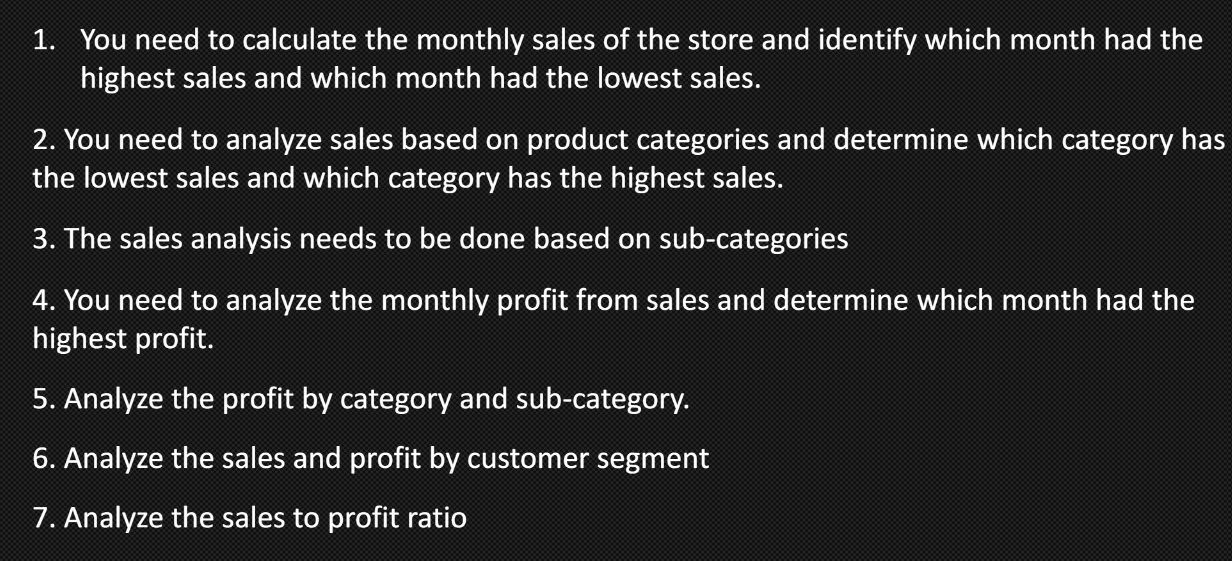 1. You need to calculate the monthly sales of the store and identify which month had the
highest sales and which month had the lowest sales.
2. You need to analyze sales based on product categories and determine which category has
the lowest sales and which category has the highest sales.
3. The sales analysis needs to be done based on sub-categories
4. You need to analyze the monthly profit from sales and determine which month had the
highest profit.
5. Analyze the profit by category and sub-category.
6. Analyze the sales and profit by customer segment
7. Analyze the sales to profit ratio